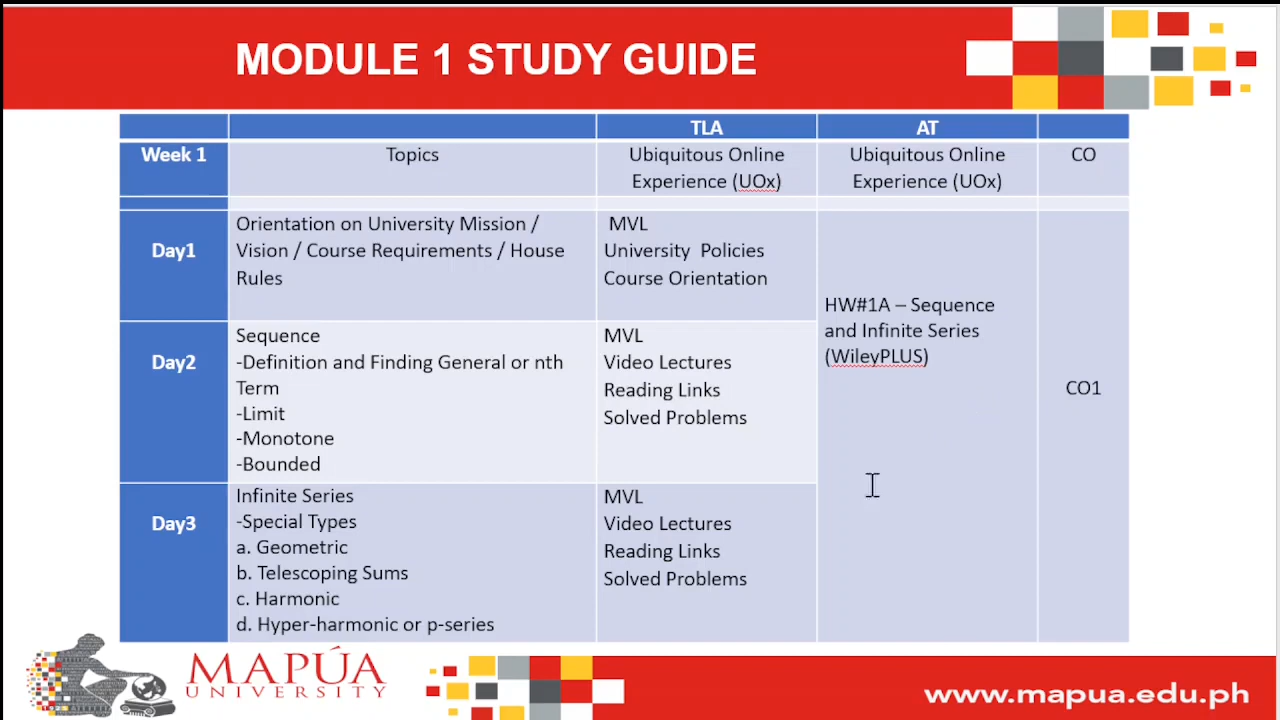 MODULE 1 STUDY GUIDE
TLA
AT
Week 1
Topics
Ubiquitous Online
Experience (UOx)
Ubiquitous Online
Experience (UOx)
CO
Day1
Orientation on University Mission /
Vision / Course Requirements / House
Rules
MVL
University Policies
Course Orientation
HW#1A – Sequence
and Infinite Series
(WileyPLUS)
CO1
Day2
Sequence
-Definition and Finding General or nth
Term
-Limit
-Monotone
-Bounded
MVL
Video Lectures
Reading Links
Solved Problems
Day3
Infinite Series
-Special Types
a. Geometric
b. Telescoping Sums
c. Harmonic
d. Hyper-harmonic or p-series
MVL
Video Lectures
Reading Links
Solved Problems
MAPÚA
UNIVERSITY
www.mapua.edu.ph